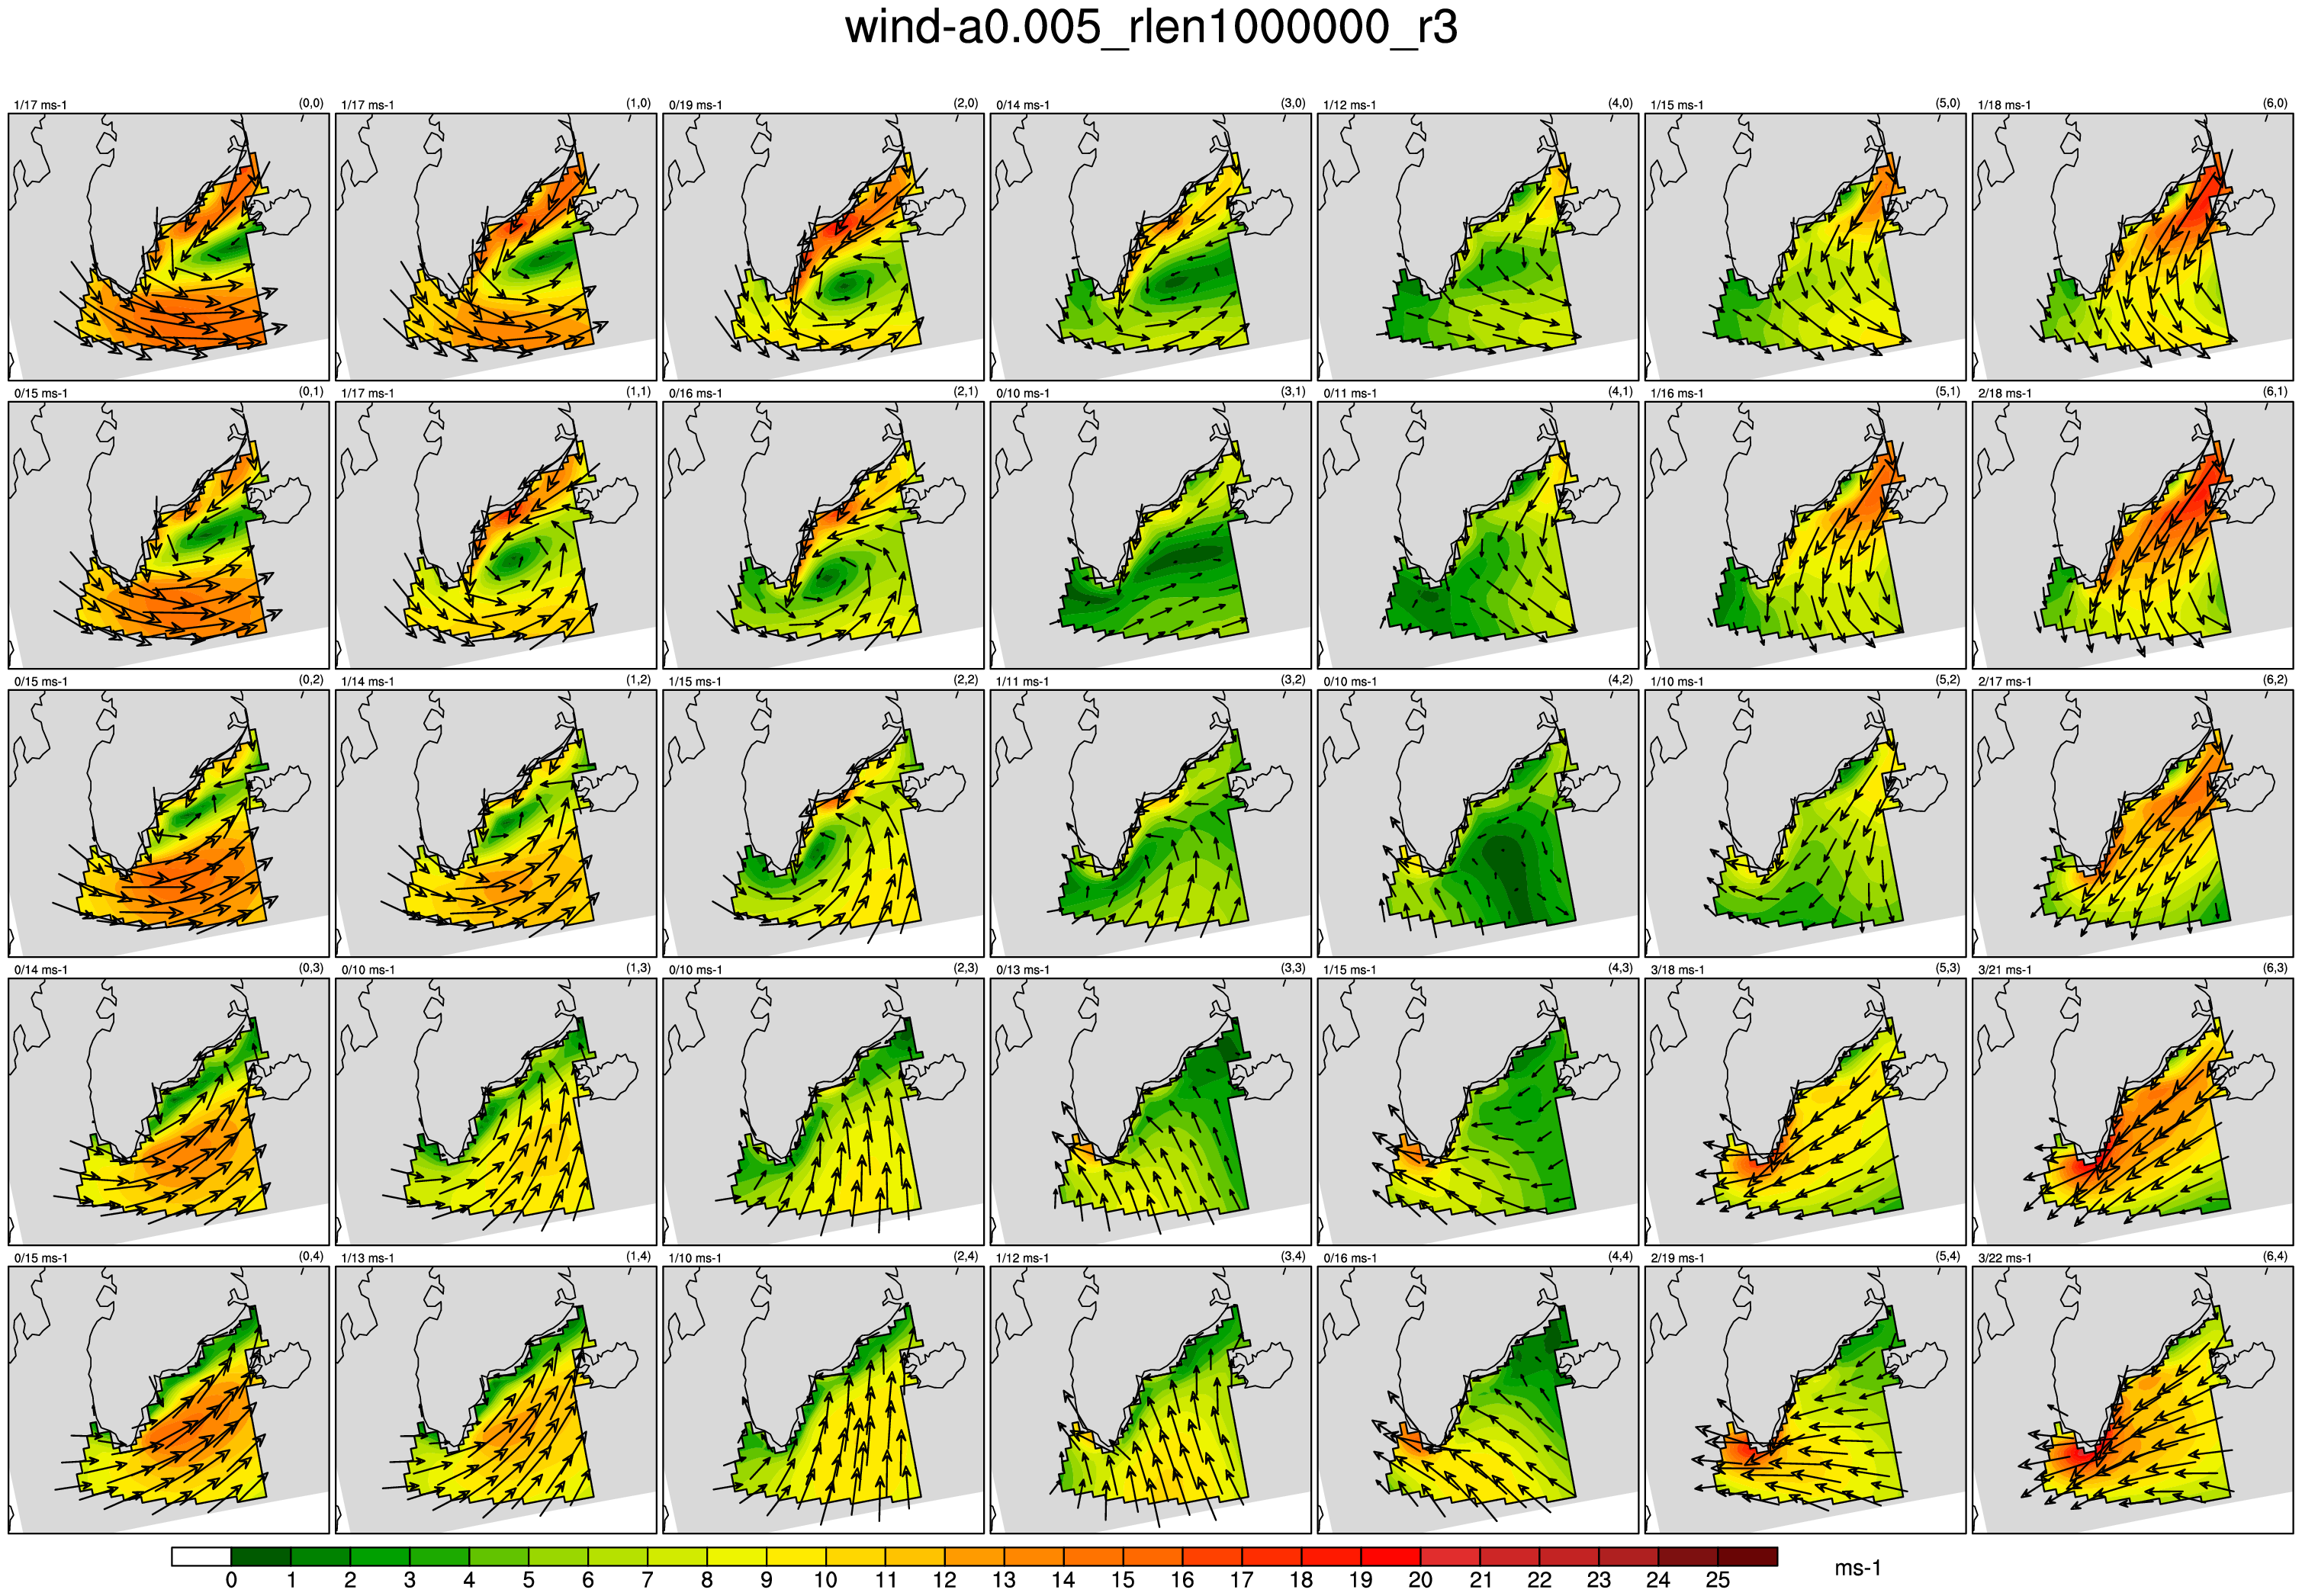 wind-a0.005_rlen1000000_r3
1/17 ms-1 (0,0) 1/17 ms-1 (1,0) 0/19 ms-1 (2,0) 0/14 ms-1 (3,0) 1/12 ms-1 (4,0) 1/15 ms-1 (5,0) 1/18 ms-1 (6,0)
0/15 ms-1 (0,1) 1/17 ms-1 (1,1) 0/16 ms-1 (2,1) 0/10 ms-1 (3,1) 0/11 ms-1 (4,1) 1/16 ms-1 (5,1) 2/18 ms-1 (6,1)
0/15 ms-1 (0,2) 1/14 ms-1 (1,2) 1/15 ms-1 (2,2) 1/11 ms-1 (3,2) 0/10 ms-1 (4,2) 1/10 ms-1 (5,2) 2/17 ms-1 (6,2)
0/14 ms-1 (0,3) 0/10 ms-1 (1,3) 0/10 ms-1 (2,3) 0/13 ms-1 (3,3) 1/15 ms-1 (4,3) 3/18 ms-1 (5,3) 3/21 ms-1 (6,3)
0/15 ms-1 (0,4) 1/13 ms-1 (1,4) 1/10 ms-1 (2,4) 1/12 ms-1 (3,4) 0/16 ms-1 (4,4) 2/19 ms-1 (5,4) 3/22 ms-1 (6,4)
0 1 2 3 4 5 6 7 8 9 10 11 12 13 14 15 16 17 18 19 20 21 22 23 24 25 ms-1